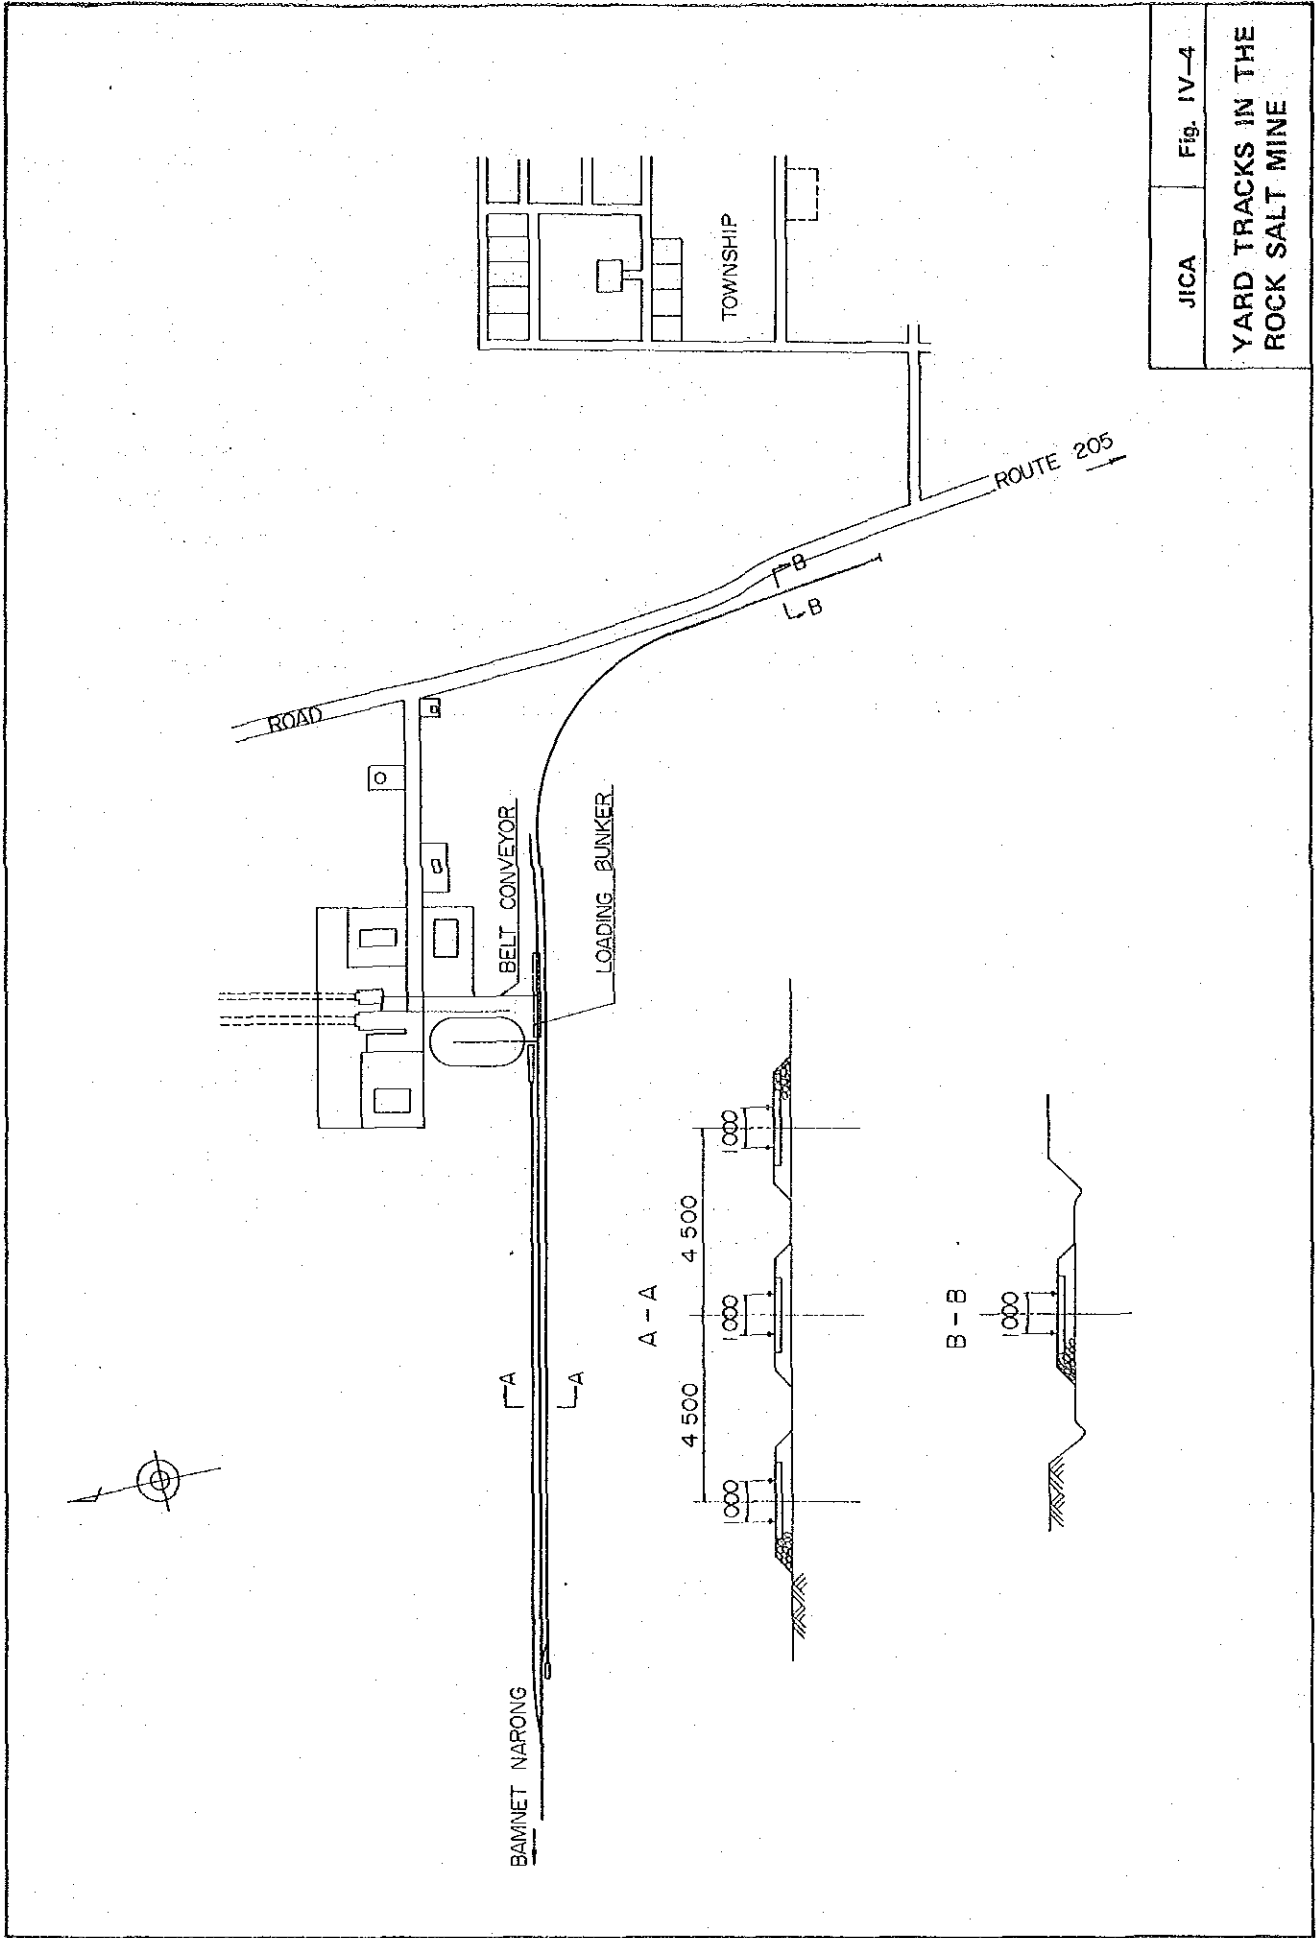 BAMNET NARONG
A
A
BELT CONVEYOR
LOADING BUNKER
ROAD
B
B
ROUTE 205
TOWNSHIP
A - A
4 500
4 500
1000
1000
1000
B - B
1000
JICA
Fig. IV-4
YARD TRACKS IN THE
ROCK SALT MINE